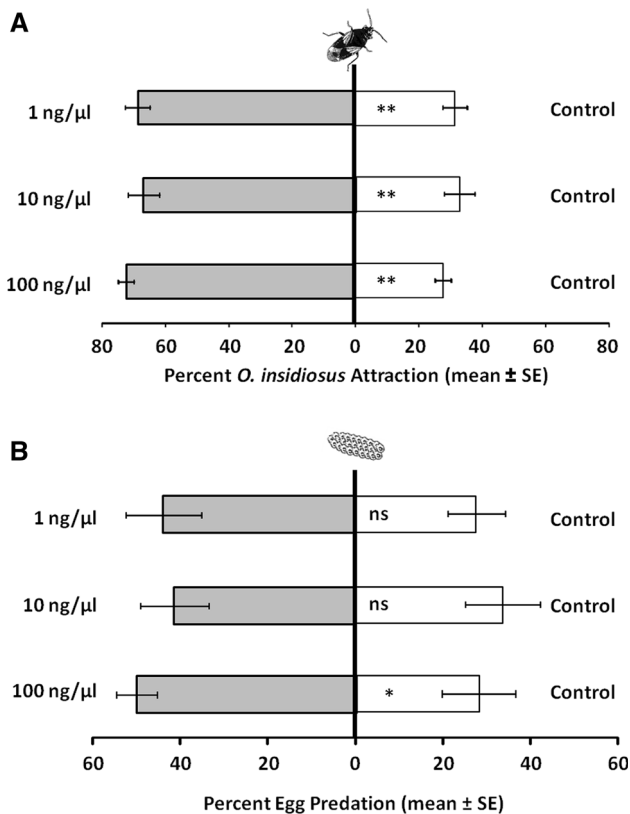 A
1 ng/µl ** Control
10 ng/µl ** Control
100 ng/µl ** Control
80 60 40 20 0 20 40 60 80
Percent O. insidiosus Attraction (mean ± SE)
B
1 ng/µl ns Control
10 ng/µl ns Control
100 ng/µl * Control
60 40 20 0 20 40 60
Percent Egg Predation (mean ± SE)